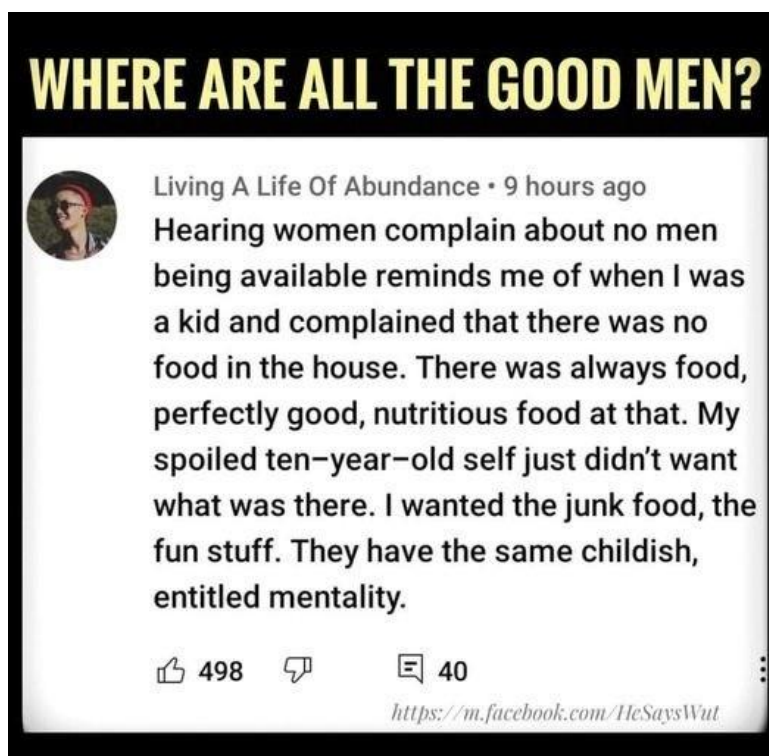 WHERE ARE ALL THE GOOD MEN?
Living A Life Of Abundance • 9 hours ago
Hearing women complain about no men
being available reminds me of when I was
a kid and complained that there was no
food in the house. There was always food,
perfectly good, nutritious food at that. My
spoiled ten-year-old self just didn't want
what was there. I wanted the junk food, the
fun stuff. They have the same childish,
entitled mentality.
498 40
https://m.facebook.com/HeSaysWut